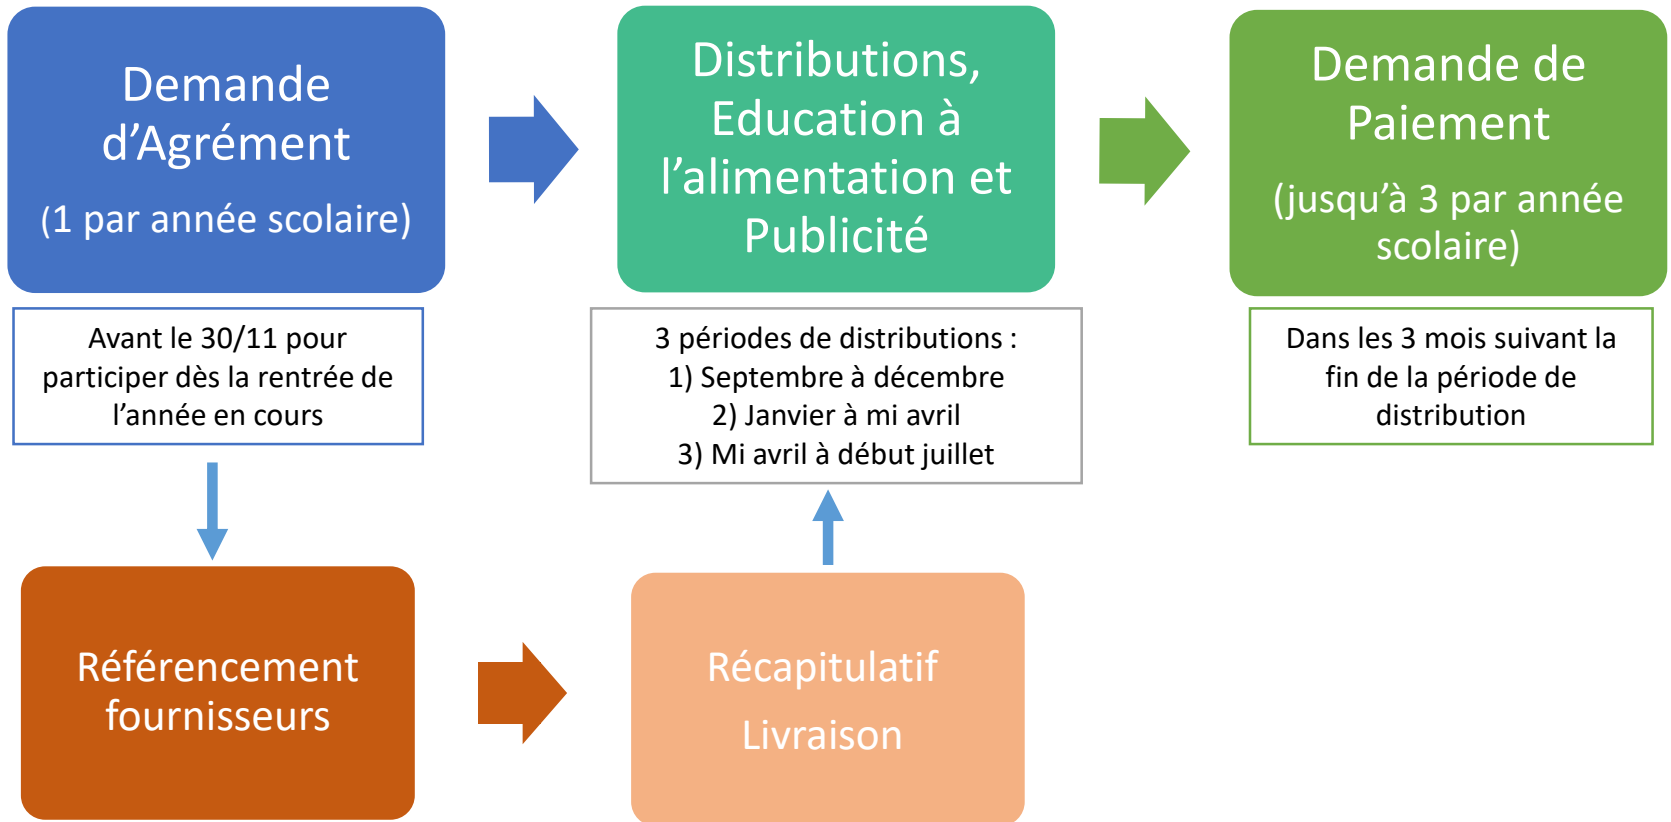 Demande
d’Agrément
(1 par année scolaire)
Distributions,
Education à
l’alimentation et
Publicité
Demande de
Paiement
(jusqu’à 3 par année
scolaire)
Avant le 30/11 pour
participer dès la rentrée de
l’année en cours
3 périodes de distributions :
1) Septembre à décembre
2) Janvier à mi avril
3) Mi avril à début juillet
Dans les 3 mois suivant la
fin de la période de
distribution
Référencement
fournisseurs
Récapitulatif
Livraison